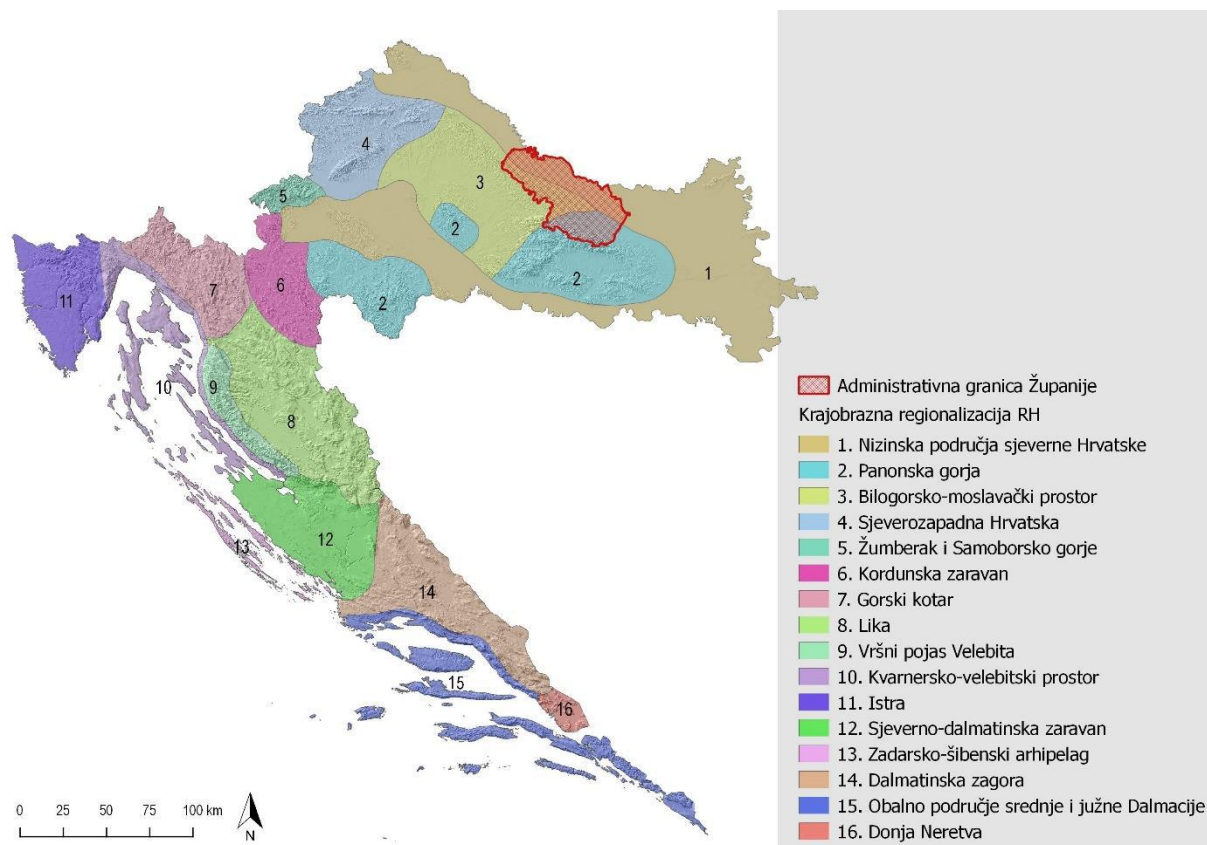 4
3
5
2
2
1
6
7
11
2
10
9
8
12
13
14
15
16
0 25 50 75 100 km
N
Administrativna granica Županije
Krajobrazna regionalizacija RH
1. Nizinska područja sjeverne Hrvatske
2. Panonska gorja
3. Bilogorsko-moslavački prostor
4. Sjeverozapadna Hrvatska
5. Žumberak i Samoborsko gorje
6. Kordunska zaravan
7. Gorski kotar
8. Lika
9. Vršni pojas Velebita
10. Kvarnersko-velebitski prostor
11. Istra
12. Sjeverno-dalmatinska zaravan
13. Zadarsko-šibenski arhipelag
14. Dalmatinska zagora
15. Obalno područje srednje i južne Dalmacije
16. Donja Neretva